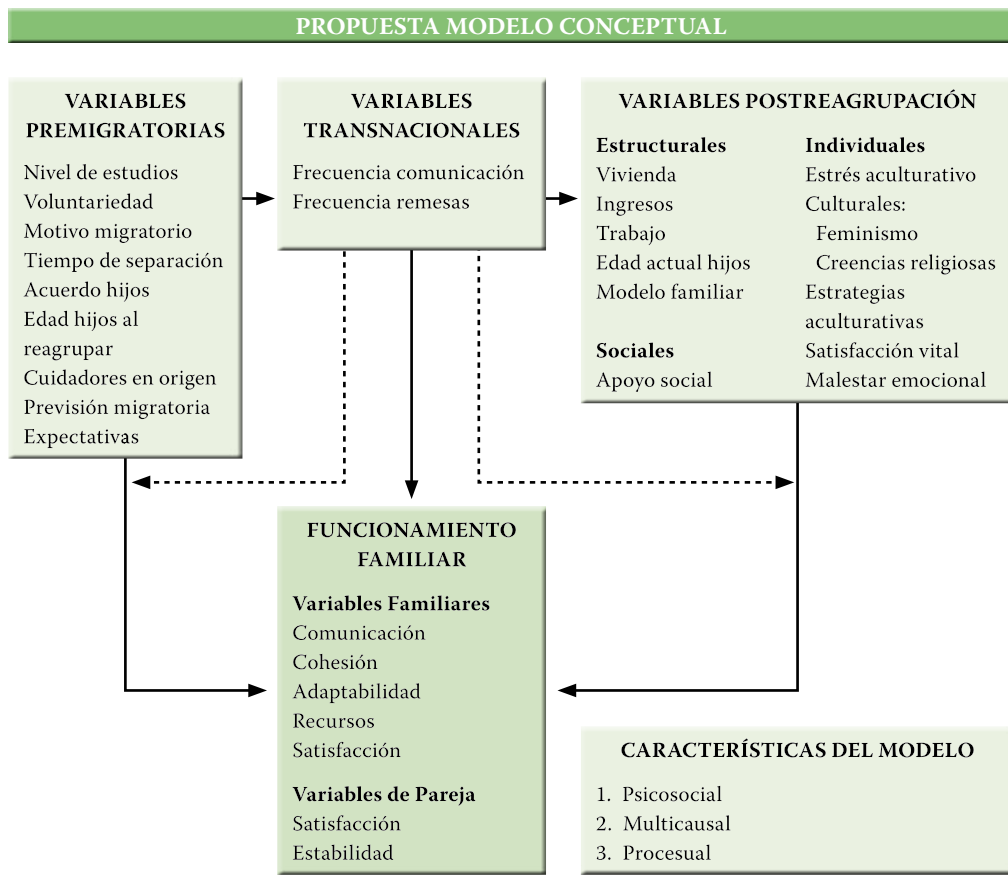 PROPUESTA MODELO CONCEPTUAL
VARIABLES
PREMIGRATORIAS
Nivel de estudios
Voluntariedad
Motivo migratorio
Tiempo de separación
Acuerdo hijos
Edad hijos al
reagrupar
Cuidadores en origen
Previsión migratoria
Expectativas
VARIABLES
TRANSNACIONALES
Frecuencia comunicación
Frecuencia remesas
VARIABLES POSTREAGRUPACIÓN
Estructurales
Vivienda
Ingresos
Trabajo
Edad actual hijos
Modelo familiar
Sociales
Apoyo social
Individuales
Estrés aculturativo
Culturales:
Feminismo
Creencias religiosas
Estrategias
aculturativas
Satisfacción vital
Malestar emocional
FUNCIONAMIENTO
FAMILIAR
Variables Familiares
Comunicación
Cohesión
Adaptabilidad
Recursos
Satisfacción
Variables de Pareja
Satisfacción
Estabilidad
CARACTERÍSTICAS DEL MODELO
1. Psicosocial
2. Multicausal
3. Procesual